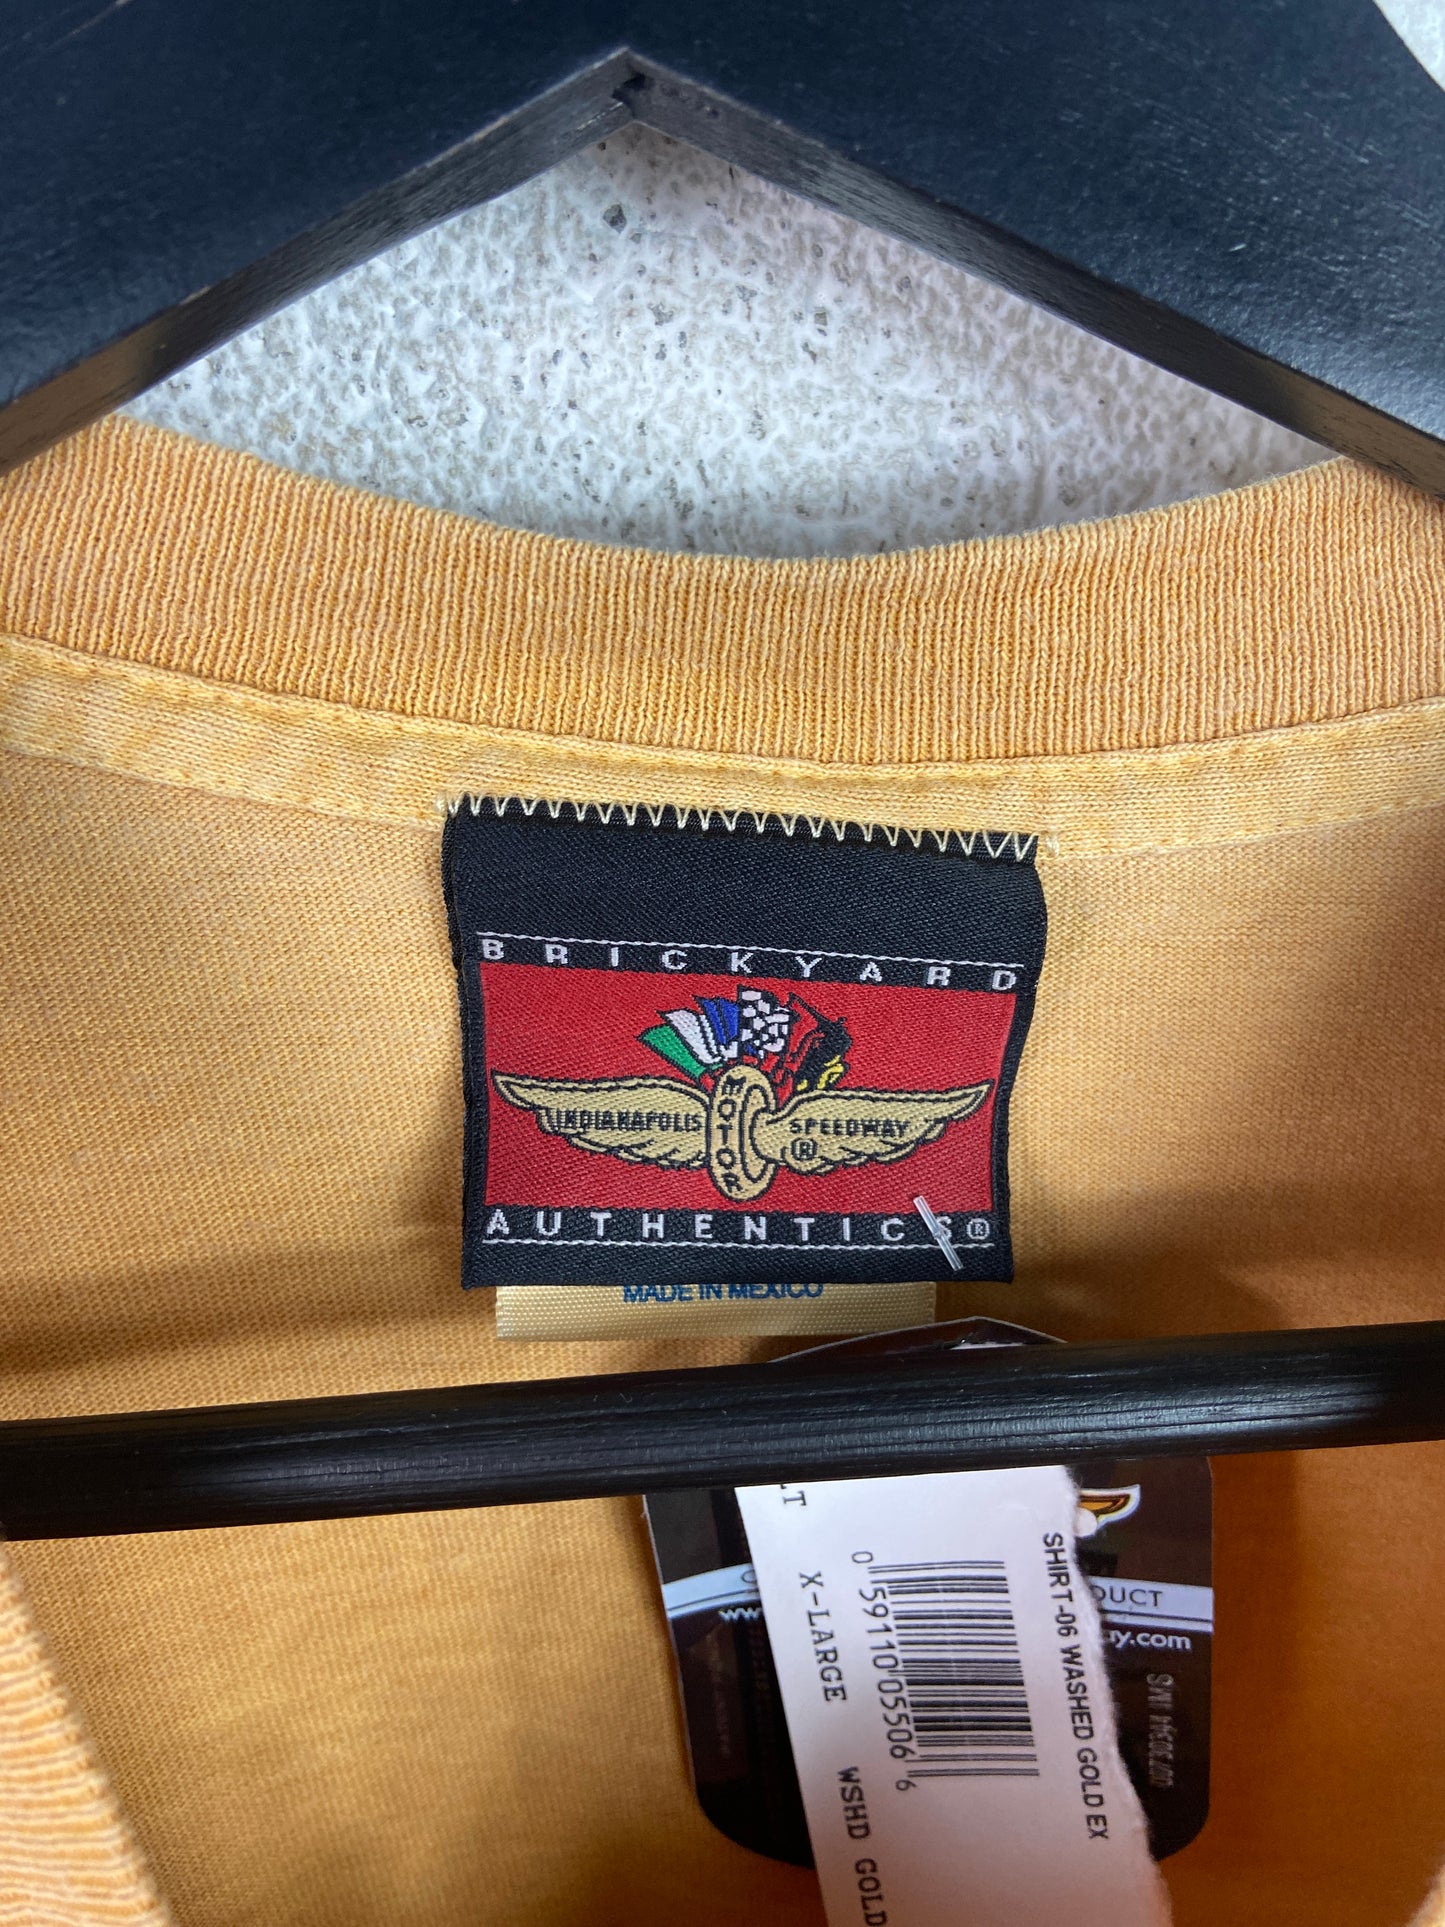 BRICKYARD
INDIANAPOLIS MOTOR SPEEDWAY ®
AUTHENTICS®
MADE IN MEXICO
SHIRT-06 WASHED GOLD EX
0 59110 05506 6
X-LARGE WSHD GOLD